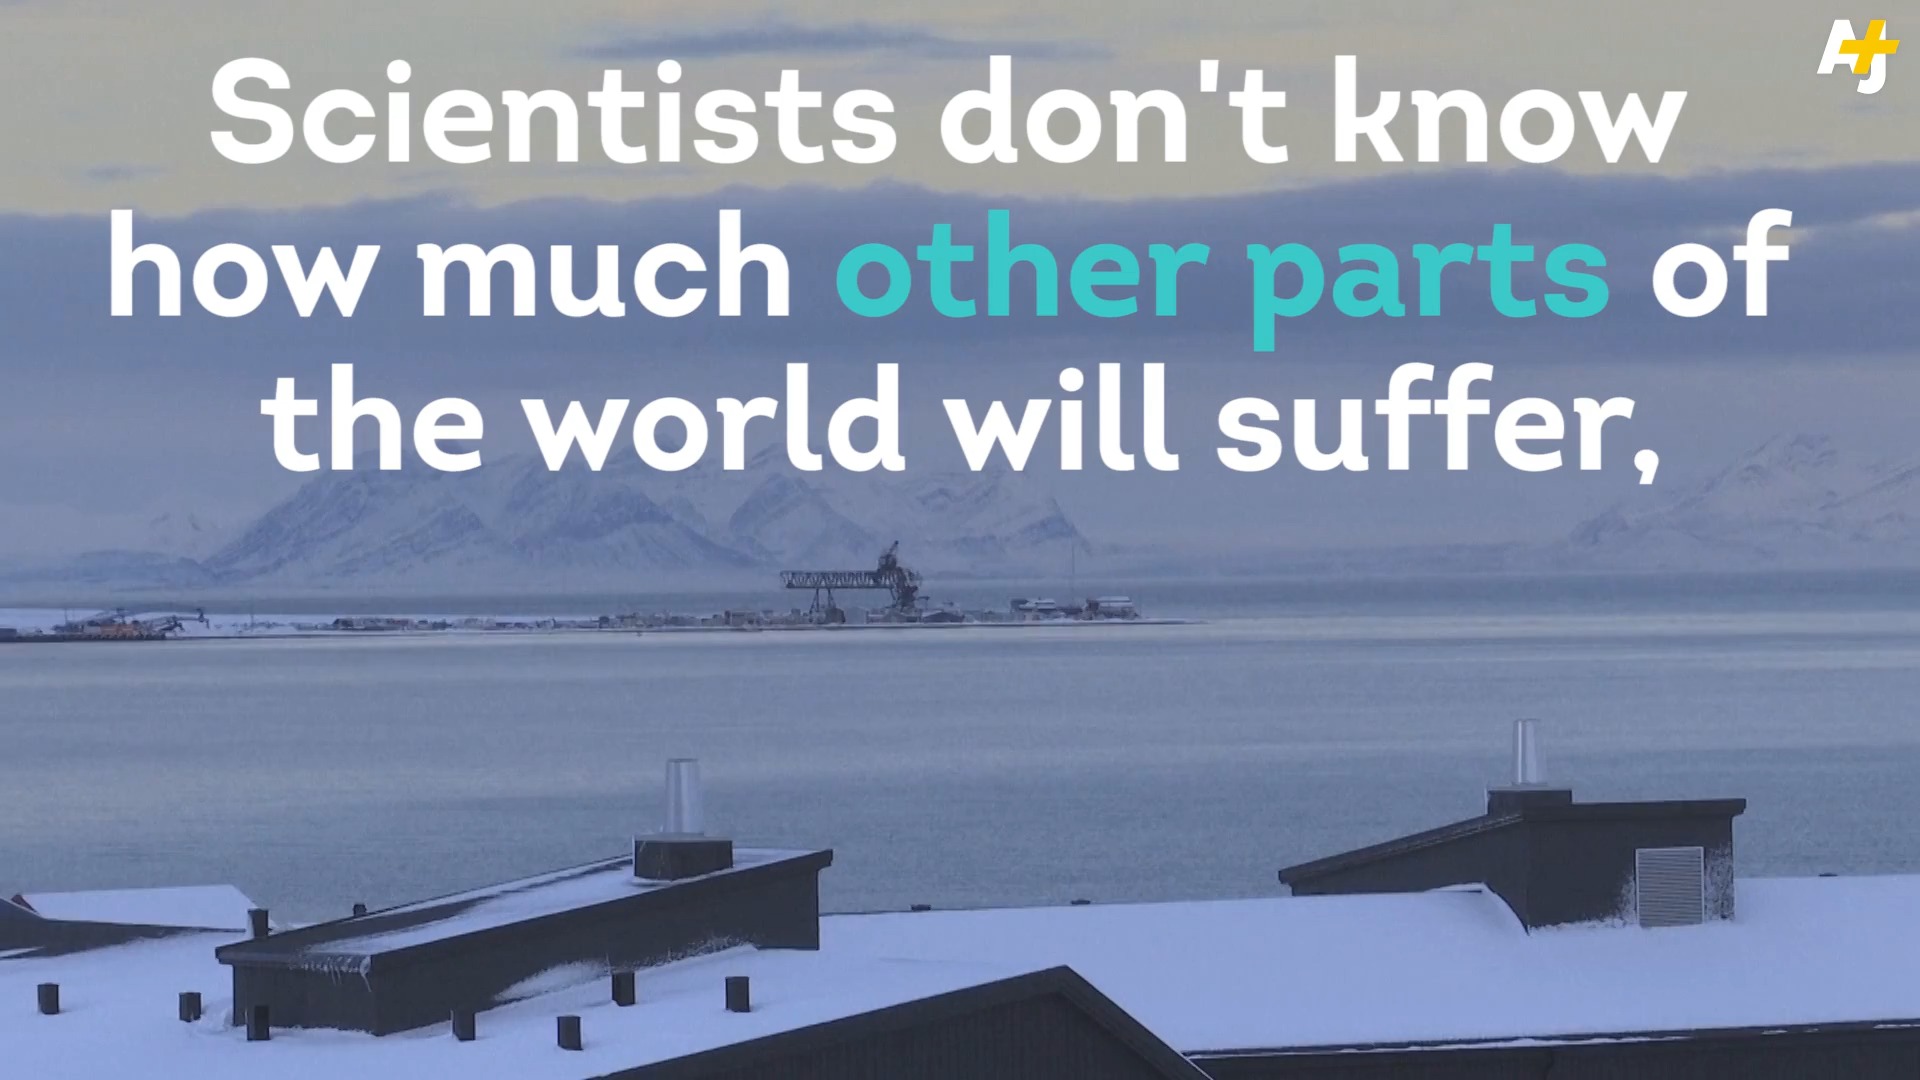 AJ+
Scientists don't know
how much other parts of
the world will suffer,